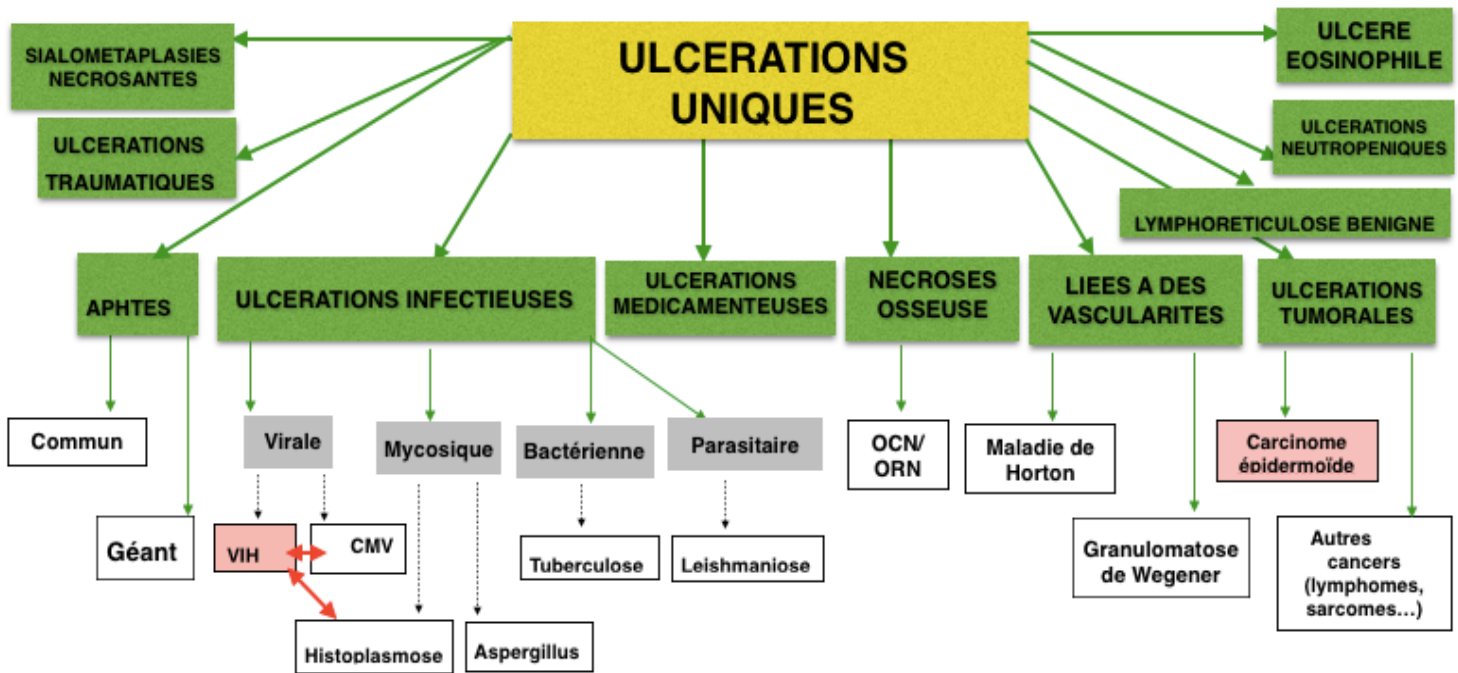 ULCERATIONS
UNIQUES
SIALOMETAPLASIES
NECROSANTES
ULCERE
EOSINOPHILE
ULCERATIONS
TRAUMATIQUES
ULCERATIONS
NEUTROPENIQUES
LYMPHORETICULOSE BENIGNE
APHTES
ULCERATIONS INFECTIEUSES
ULCERATIONS
MEDICAMENTEUSES
NECROSES
OSSEUSE
LIEES A DES
VASCULARITES
ULCERATIONS
TUMORALES
Commun
Géant
Virale
Mycosique
Bactérienne
Parasitaire
VIH
CMV
Histoplasmose
Aspergillus
Tuberculose
Leishmaniose
OCN/
ORN
Maladie de
Horton
Granulomatose
de Wegener
Carcinome
épidermoïde
Autres
cancers
(lymphomes,
sarcomes...)